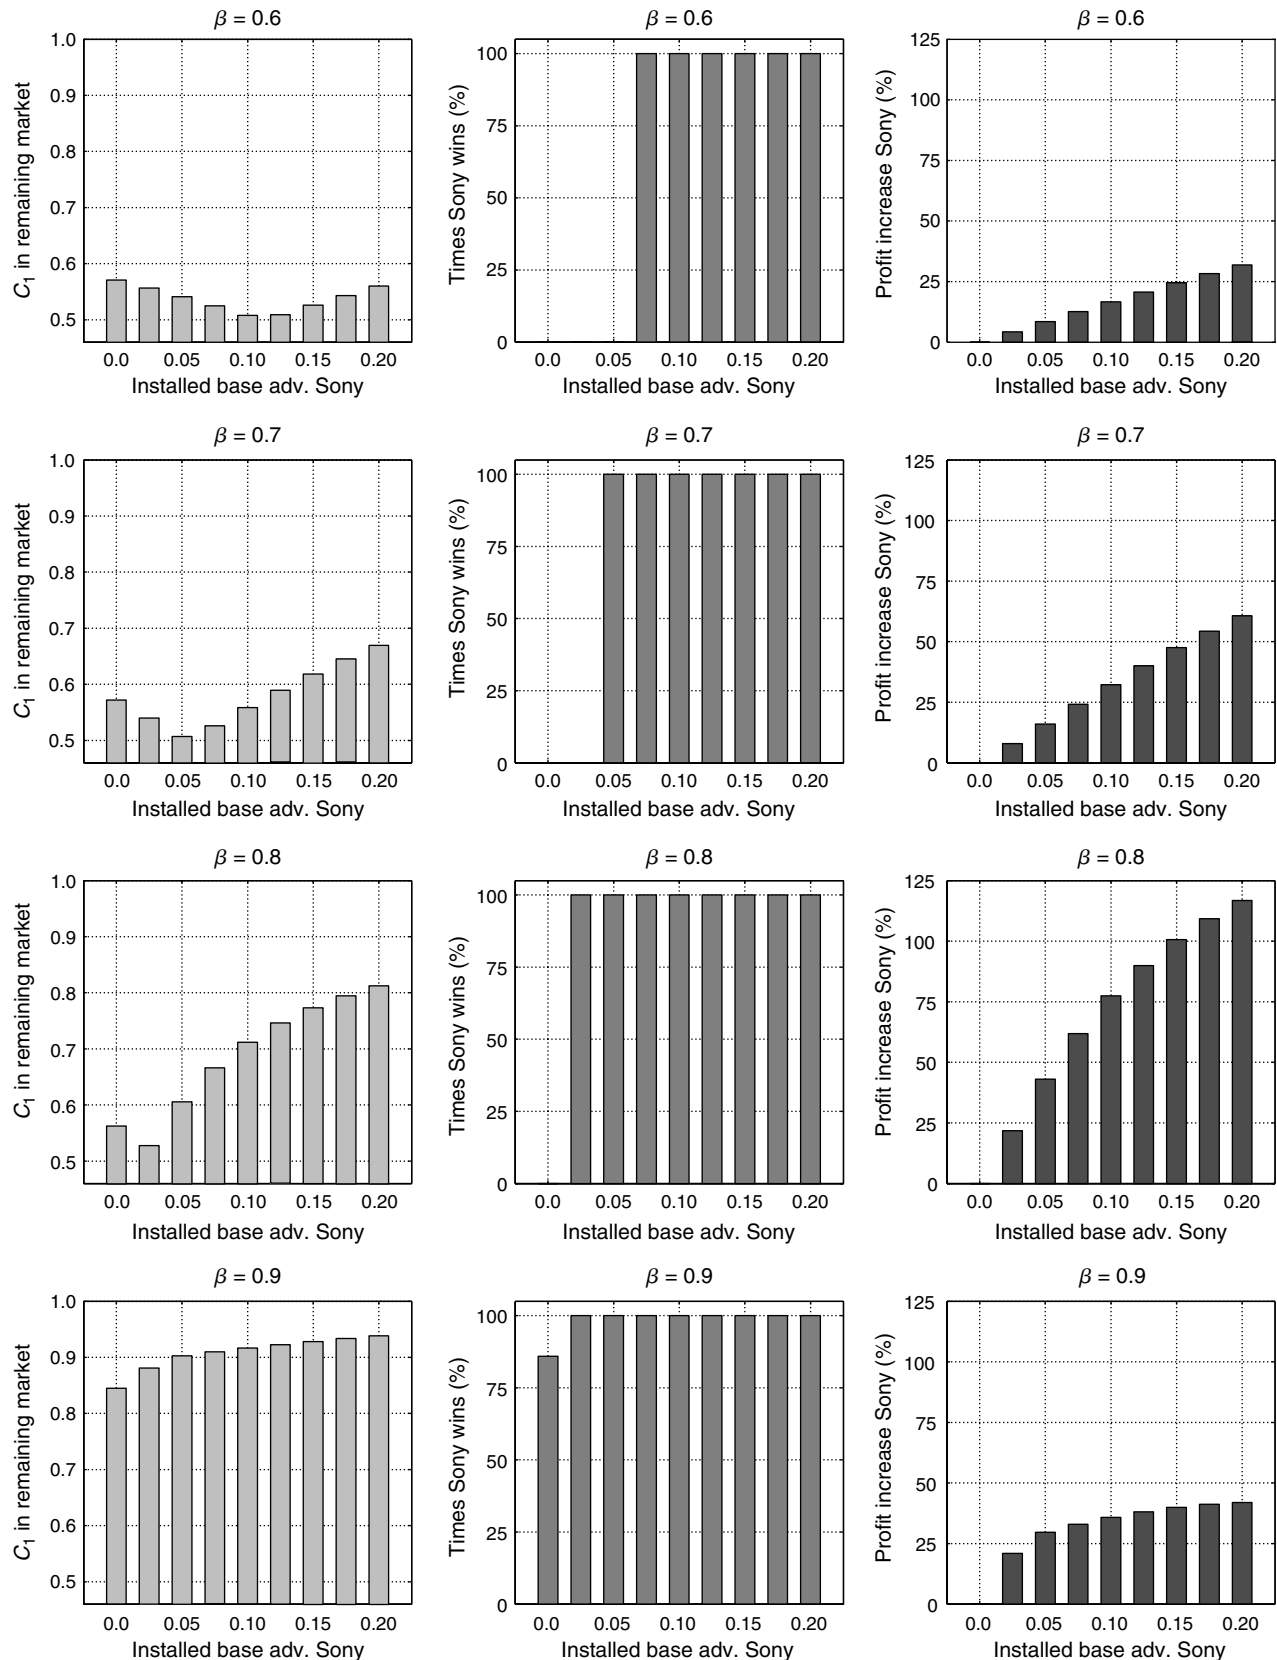 β = 0.6
C1 in remaining market
1.0
0.9
0.8
0.7
0.6
0.5
0.0 0.05 0.10 0.15 0.20
Installed base adv. Sony
β = 0.6
Times Sony wins (%)
100
75
50
25
0
0.0 0.05 0.10 0.15 0.20
Installed base adv. Sony
β = 0.6
Profit increase Sony (%)
125
100
75
50
25
0
0.0 0.05 0.10 0.15 0.20
Installed base adv. Sony
β = 0.7
C1 in remaining market
1.0
0.9
0.8
0.7
0.6
0.5
0.0 0.05 0.10 0.15 0.20
Installed base adv. Sony
β = 0.7
Times Sony wins (%)
100
75
50
25
0
0.0 0.05 0.10 0.15 0.20
Installed base adv. Sony
β = 0.7
Profit increase Sony (%)
125
100
75
50
25
0
0.0 0.05 0.10 0.15 0.20
Installed base adv. Sony
β = 0.8
C1 in remaining market
1.0
0.9
0.8
0.7
0.6
0.5
0.0 0.05 0.10 0.15 0.20
Installed base adv. Sony
β = 0.8
Times Sony wins (%)
100
75
50
25
0
0.0 0.05 0.10 0.15 0.20
Installed base adv. Sony
β = 0.8
Profit increase Sony (%)
125
100
75
50
25
0
0.0 0.05 0.10 0.15 0.20
Installed base adv. Sony
β = 0.9
C1 in remaining market
1.0
0.9
0.8
0.7
0.6
0.5
0.0 0.05 0.10 0.15 0.20
Installed base adv. Sony
β = 0.9
Times Sony wins (%)
100
75
50
25
0
0.0 0.05 0.10 0.15 0.20
Installed base adv. Sony
β = 0.9
Profit increase Sony (%)
125
100
75
50
25
0
0.0 0.05 0.10 0.15 0.20
Installed base adv. Sony